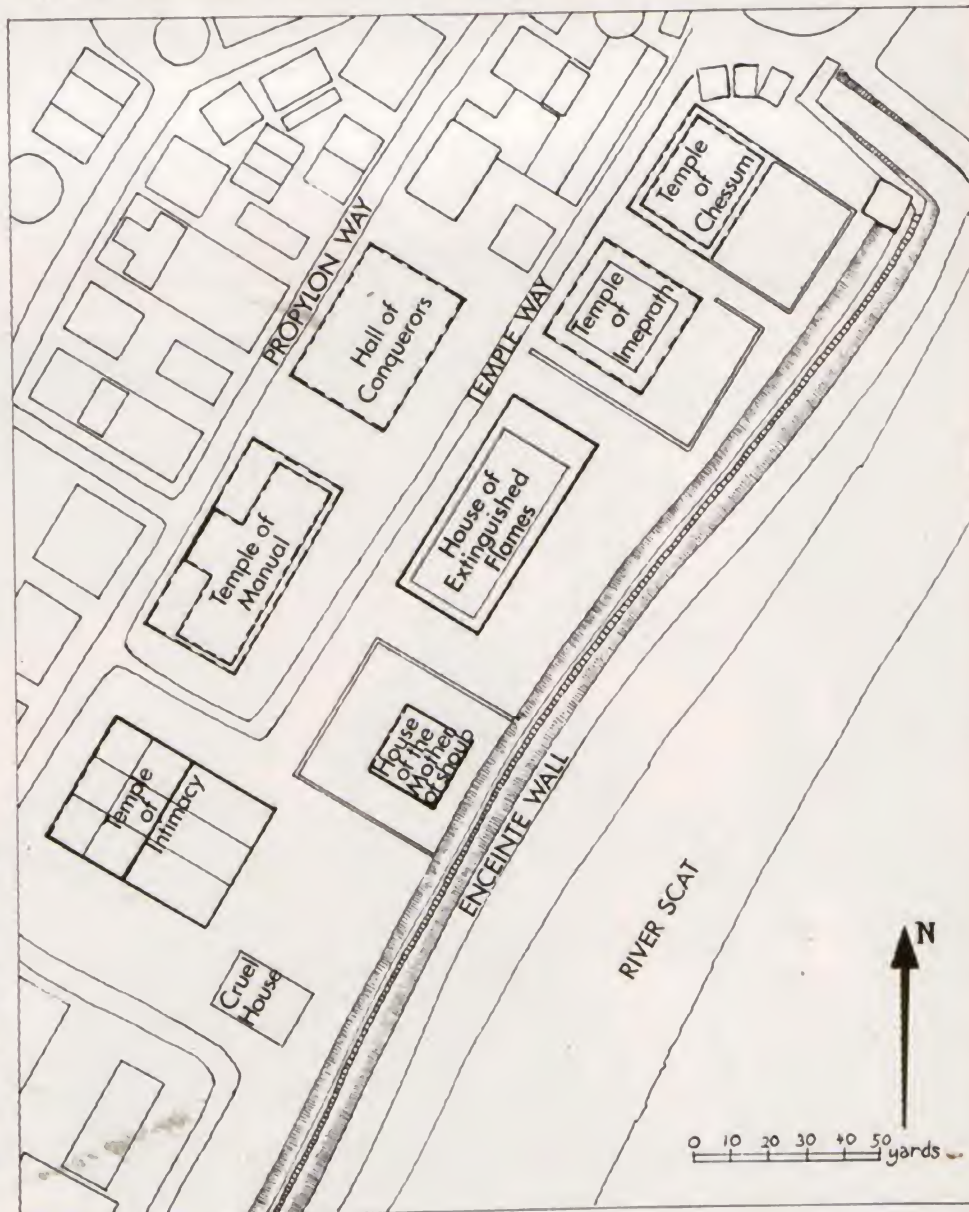 Temple
of
Chessum
PROPYLON WAY
Hall of
Conquerors
TEMPLE WAY
Temple
of
Imeprath
House of
Extinguished
Flames
Temple of
Manual
House
of the
Mother
of shoub
Temple
of
Intimacy
ENCEINTE WALL
RIVER SCAT
Cruel
House
N
0 10 20 30 40 50 yards